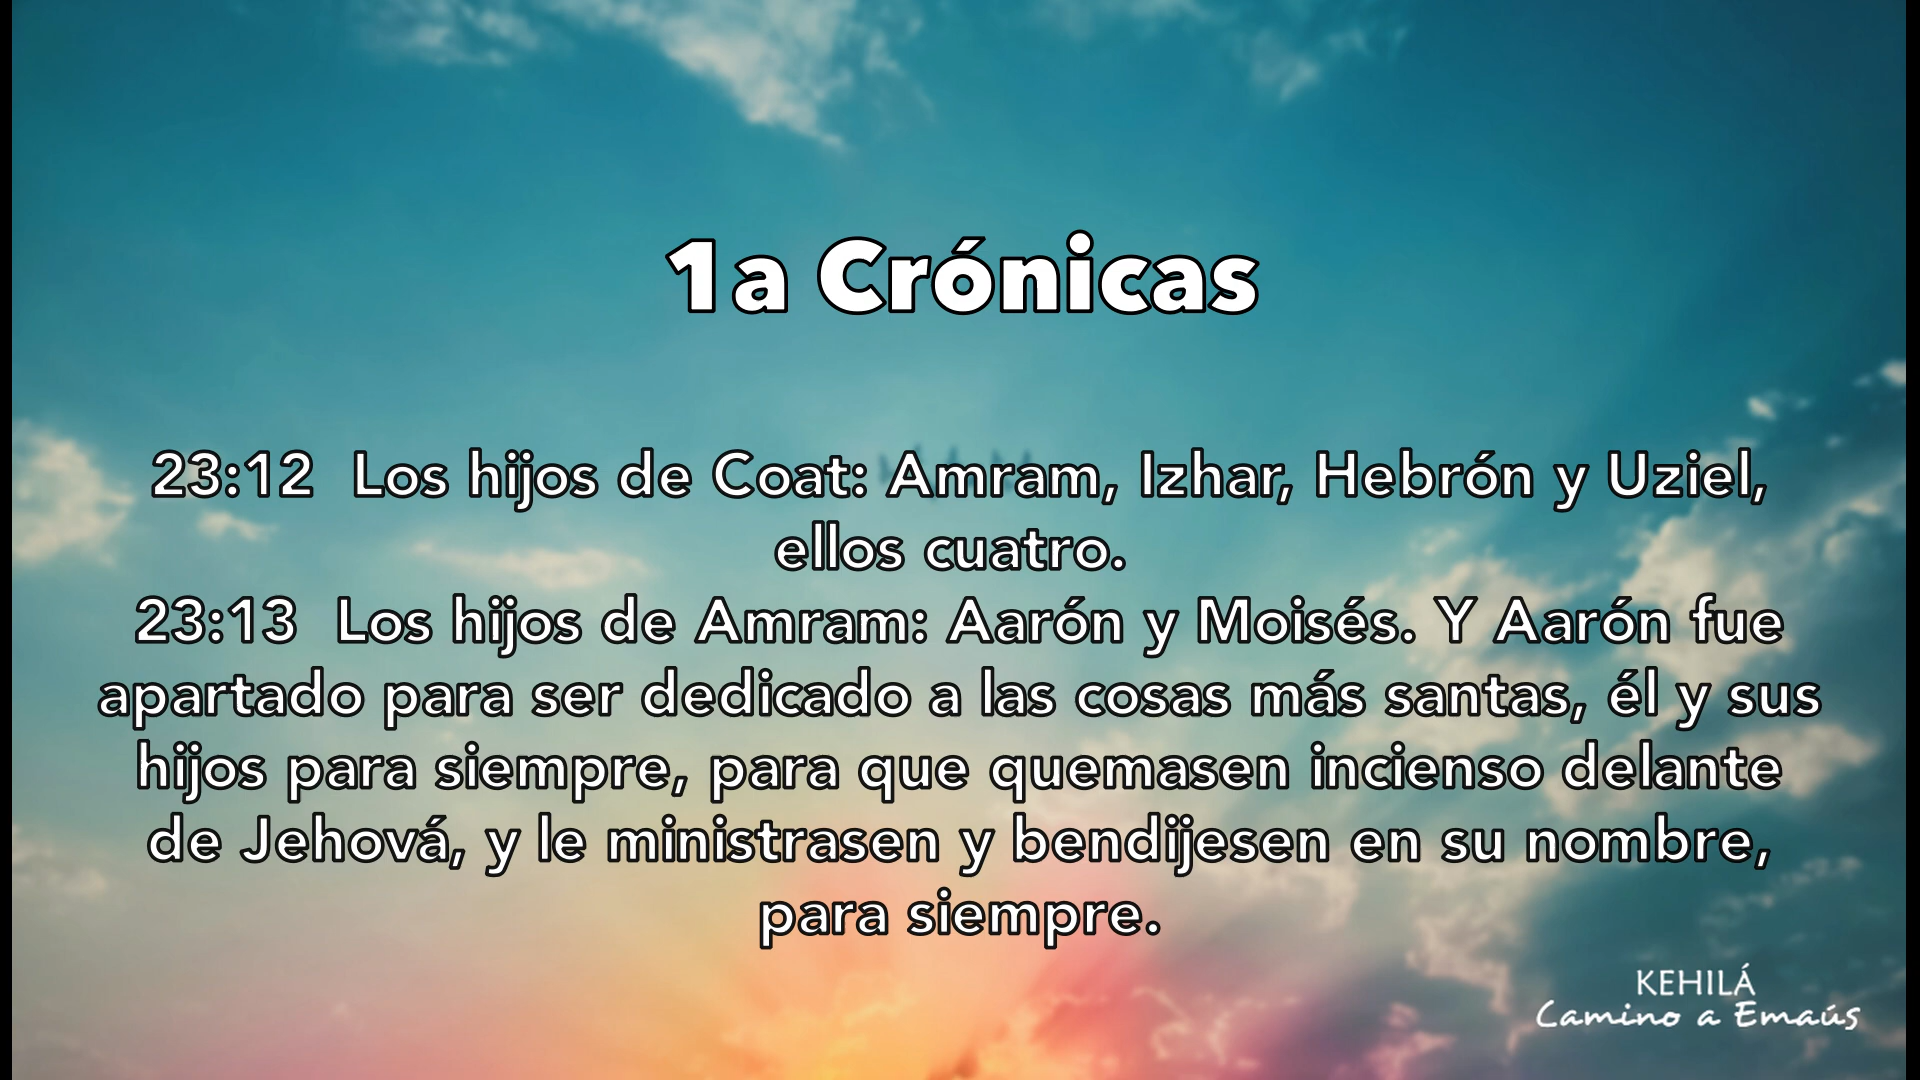 1a Crónicas
23:12  Los hijos de Coat: Amram, Izhar, Hebrón y Uziel,
ellos cuatro.
23:13  Los hijos de Amram: Aarón y Moisés. Y Aarón fue
apartado para ser dedicado a las cosas más santas, él y sus
hijos para siempre, para que quemasen incienso delante
de Jehová, y le ministrasen y bendijesen en su nombre,
para siempre.
KEHILÁ
Camino a Emaús